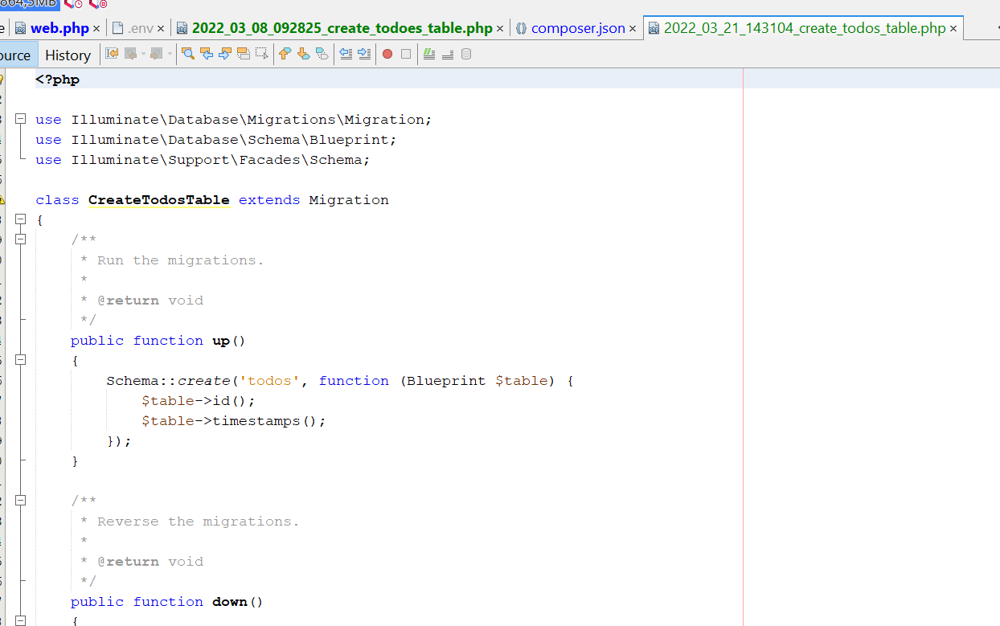 864,5MB
web.php × .env × 2022_03_08_092825_create_todoes_table.php × composer.json × 2022_03_21_143104_create_todos_table.php ×
ource History
<?php
use Illuminate\Database\Migrations\Migration;
use Illuminate\Database\Schema\Blueprint;
use Illuminate\Support\Facades\Schema;
class CreateTodosTable extends Migration
{
/**
* Run the migrations.
*
* @return void
*/
public function up()
{
Schema::create('todos', function (Blueprint $table) {
$table->id();
$table->timestamps();
});
}
/**
* Reverse the migrations.
*
* @return void
*/
public function down()
{